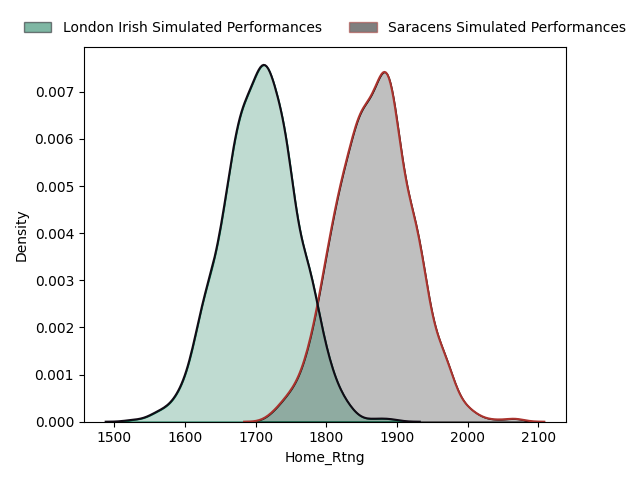 London Irish Simulated Performances
Saracens Simulated Performances
0.007
0.006
0.005
0.004
0.003
0.002
0.001
0.000
Density
1500 1600 1700 1800 1900 2000 2100
Home_Rtng